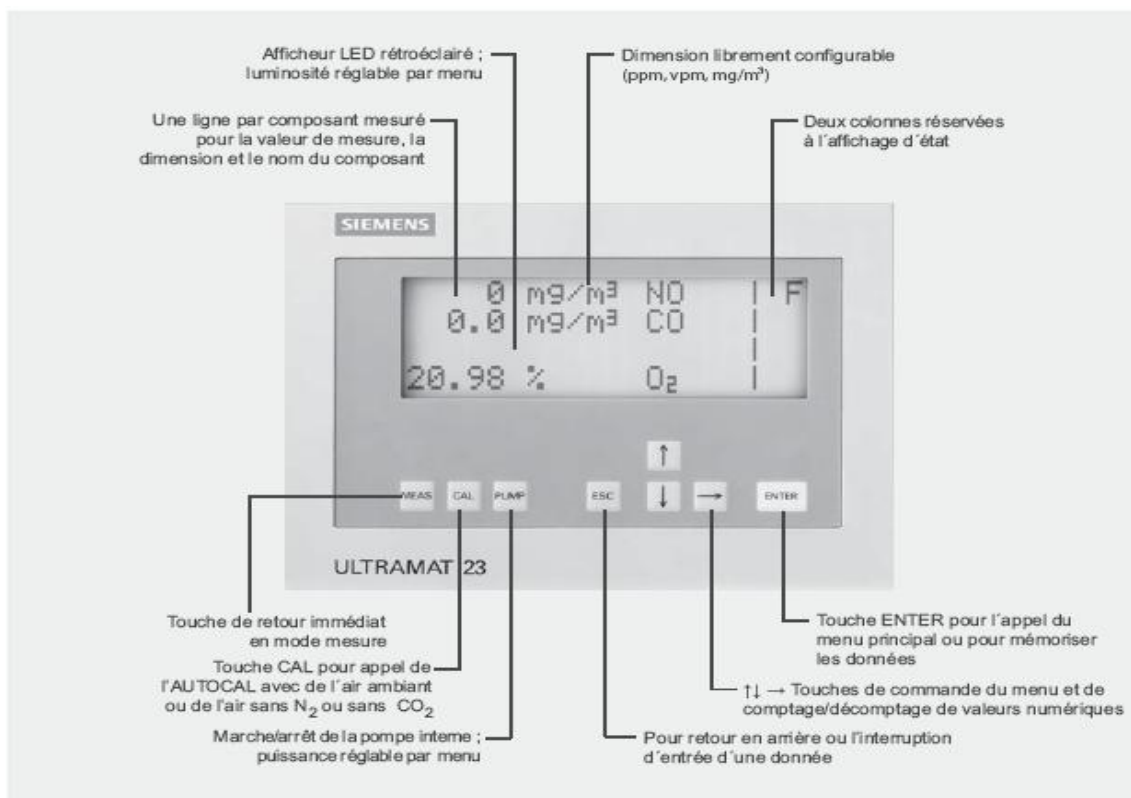 Afficheur LED rétroéclairé ;
luminosité réglable par menu
Dimension librement configurable
(ppm, vpm, mg/m³)
Une ligne par composant mesuré
pour la valeur de mesure, la
dimension et le nom du composant
Deux colonnes réservées
à l´affichage d´état
SIEMENS
0 mg/m³ NO | F
0.0 mg/m³ CO |
|
20.98 % O₂ |
↑
MEAS CAL PUMP ESC ↓ → ENTER
ULTRAMAT 23
Touche de retour immédiat
en mode mesure
Touche CAL pour appel de
l'AUTOCAL avec de l´air ambiant
ou de l'air sans N₂ ou sans CO₂
Marche/arrêt de la pompe interne ;
puissance réglable par menu
Touche ENTER pour l´appel du
menu principal ou pour mémoriser
les données
↑↓ → Touches de commande du menu et de
comptage/décomptage de valeurs numériques
Pour retour en arrière ou l'interruption
d´entrée d´une donnée